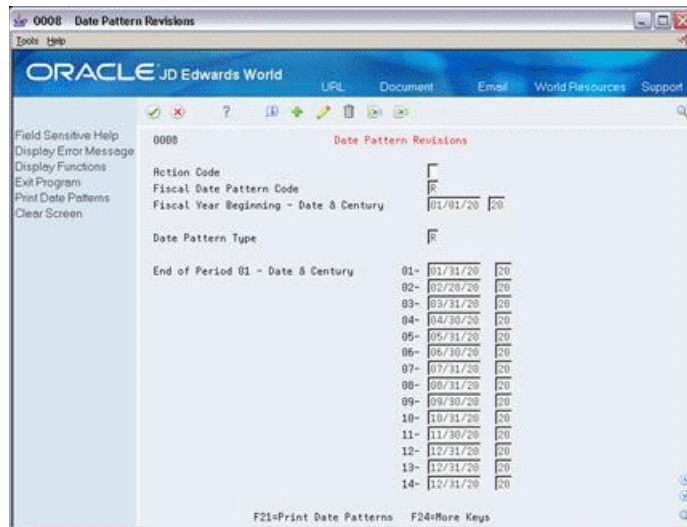 0008 Date Pattern Revisions
Tools Help
ORACLE JD Edwards World
URL Document Email World Resources Support
Field Sensitive Help
Display Error Message
Display Functions
Exit Program
Print Date Patterns
Clear Screen
0008 Date Pattern Revisions
Action Code
Fiscal Date Pattern Code R
Fiscal Year Beginning - Date & Century 01/01/20 20
Date Pattern Type R
End of Period 01 - Date & Century 01- 01/31/20 20
02- 02/28/20 20
03- 03/31/20 20
04- 04/30/20 20
05- 05/31/20 20
06- 06/30/20 20
07- 07/31/20 20
08- 08/31/20 20
09- 09/30/20 20
10- 10/31/20 20
11- 11/30/20 20
12- 12/31/20 20
13- 12/31/20 20
14- 12/31/20 20
F21=Print Date Patterns F24=More Keys